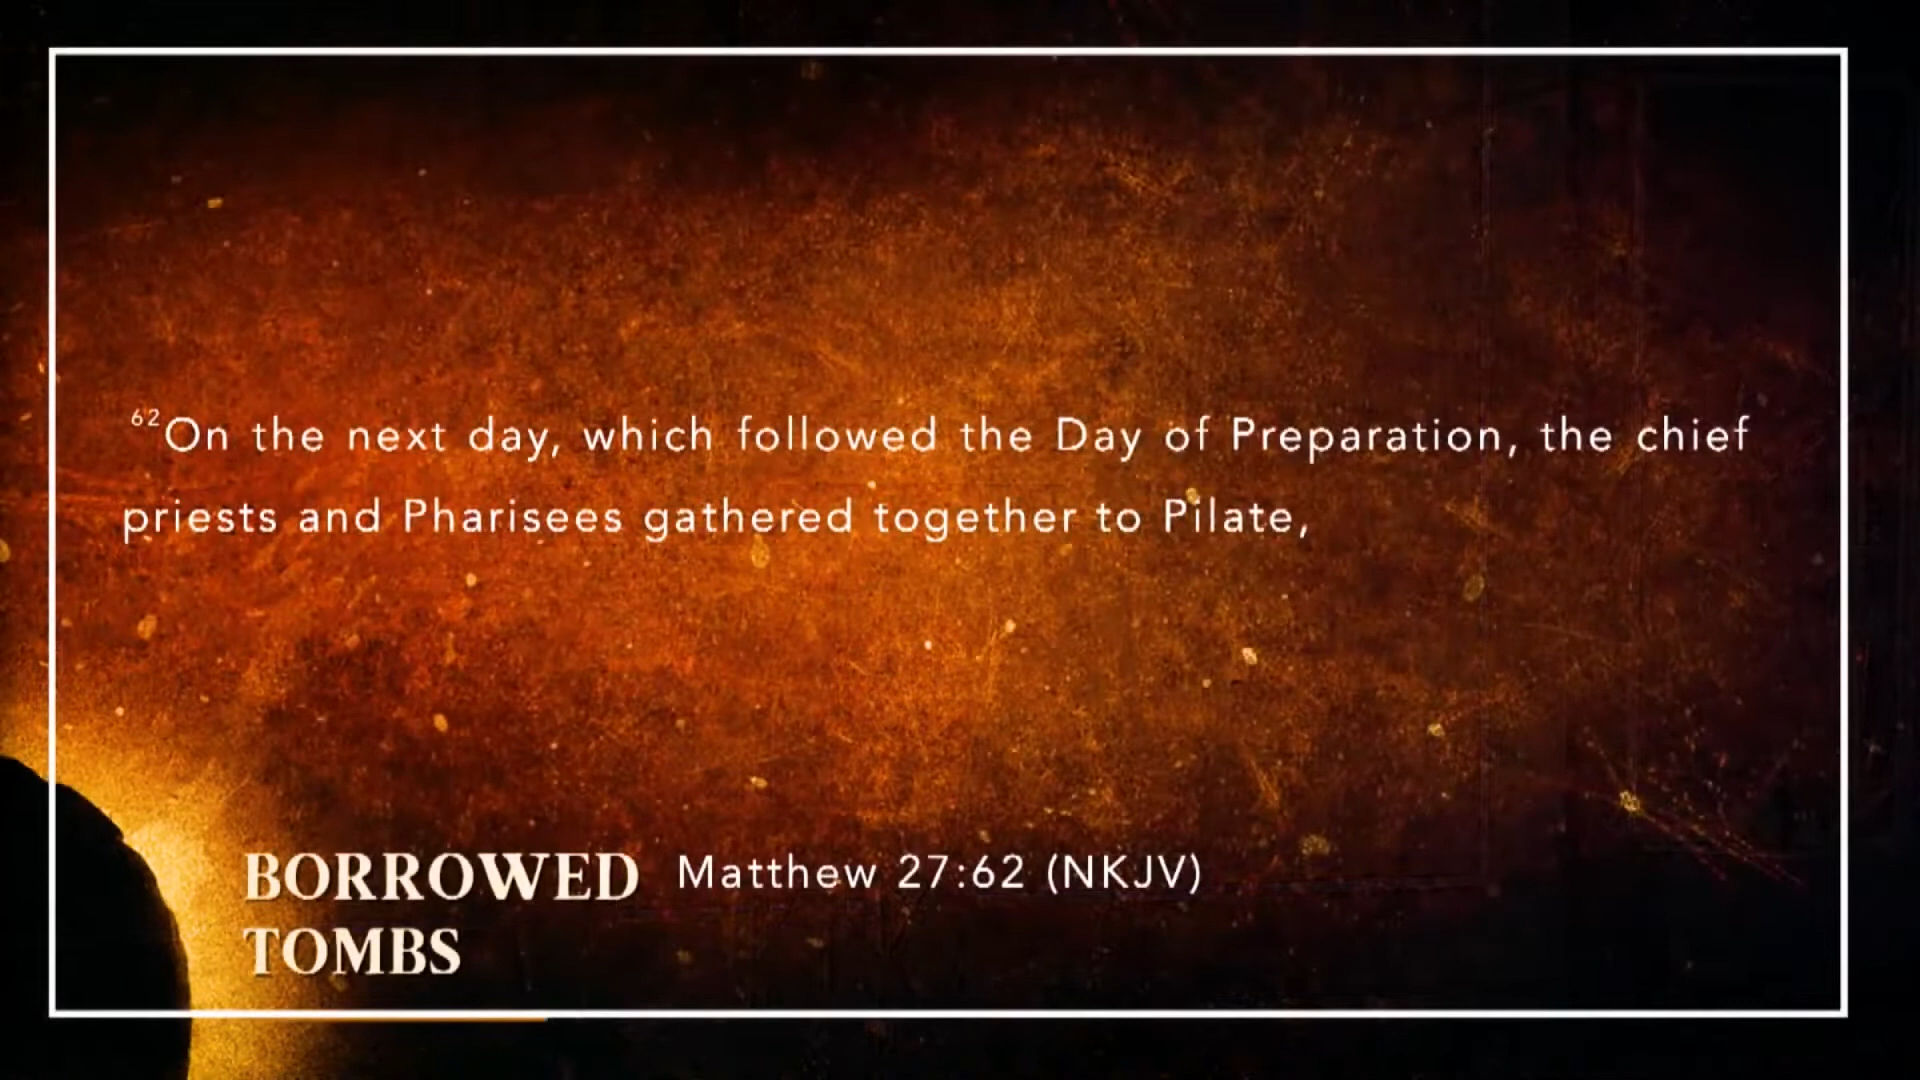 ⁶²On the next day, which followed the Day of Preparation, the chief
priests and Pharisees gathered together to Pilate,
BORROWED
TOMBS
Matthew 27:62 (NKJV)